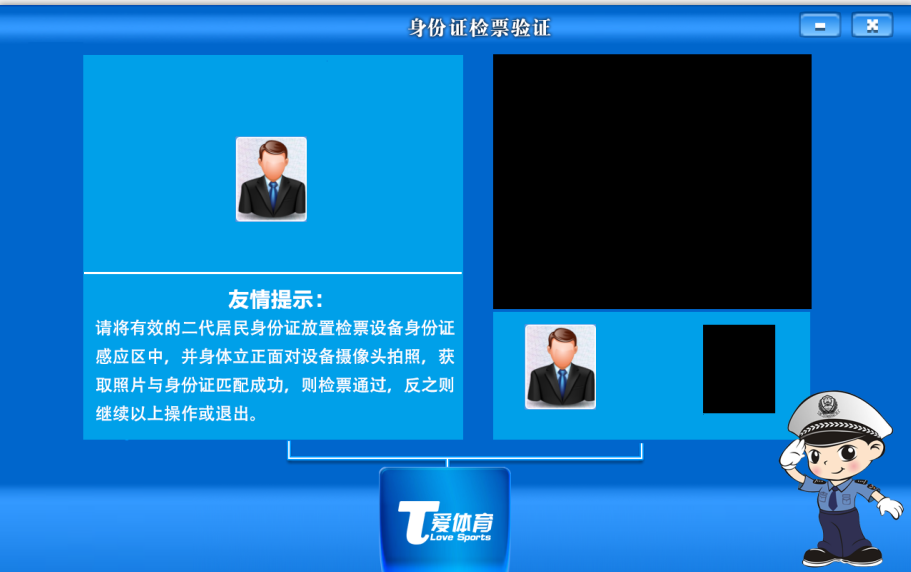 身份证检票验证
友情提示：
请将有效的二代居民身份证放置检票设备身份证
感应区中，并身体立正面对设备摄像头拍照，获
取照片与身份证匹配成功，则检票通过，反之则
继续以上操作或退出。
T爱体育
Love Sports